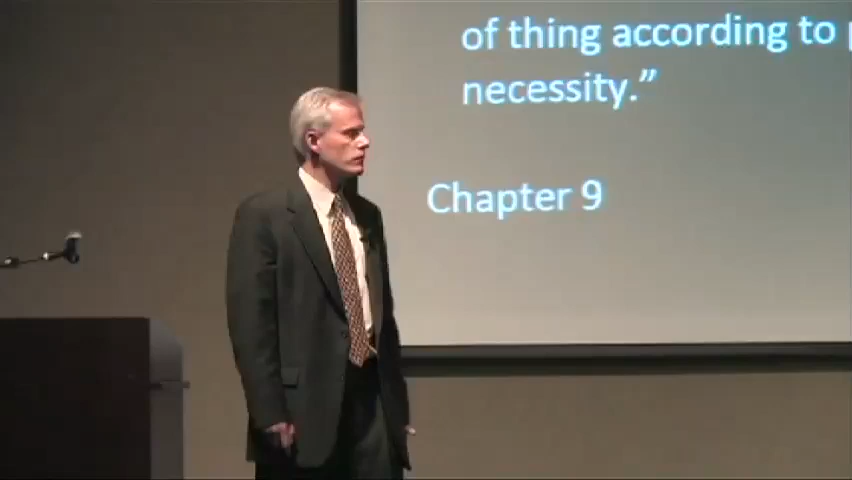 of thing according to
necessity.”
Chapter 9